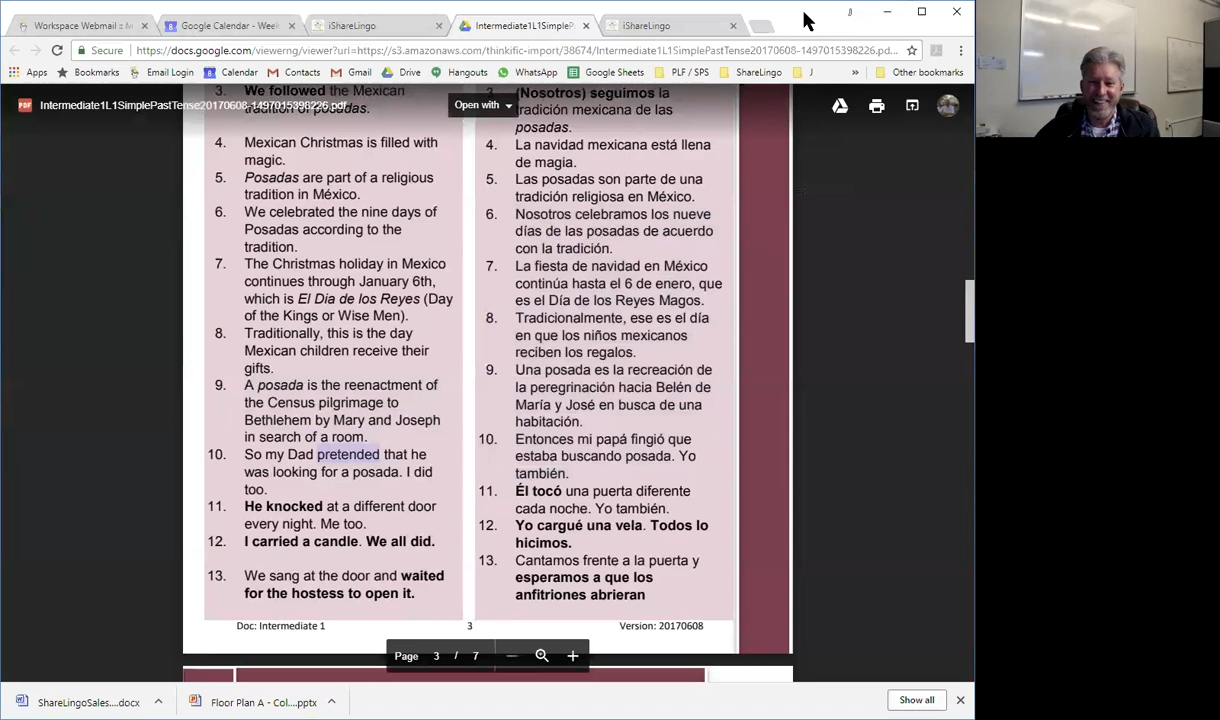 Workspace Webmail :: M
Google Calendar - Week
iShareLingo
Intermediate1L1SimpleP
iShareLingo
Secure
https://docs.google.com/viewerng/viewer?url=https://s3.amazonaws.com/thinkific-import/38674/Intermediate1L1SimplePastTense20170608-1497015398226.pd...
Apps
Bookmarks
Email Login
Calendar
Contacts
Gmail
Drive
Hangouts
WhatsApp
Google Sheets
PLF / SPS
ShareLingo
J
»
Other bookmarks
Intermediate1L1SimplePastTense20170608-1497015398226.pdf
Open with
3. We followed the Mexican
tradition of posadas.
4. Mexican Christmas is filled with
magic.
5. Posadas are part of a religious
tradition in México.
6. We celebrated the nine days of
Posadas according to the
tradition.
7. The Christmas holiday in Mexico
continues through January 6th,
which is El Dia de los Reyes (Day
of the Kings or Wise Men).
8. Traditionally, this is the day
Mexican children receive their
gifts.
9. A posada is the reenactment of
the Census pilgrimage to
Bethlehem by Mary and Joseph
in search of a room.
10. So my Dad pretended that he
was looking for a posada. I did
too.
11. He knocked at a different door
every night. Me too.
12. I carried a candle. We all did.
13. We sang at the door and waited
for the hostess to open it.
3. (Nosotros) seguimos la
tradición mexicana de las
posadas.
4. La navidad mexicana está llena
de magia.
5. Las posadas son parte de una
tradición religiosa en México.
6. Nosotros celebramos los nueve
días de las posadas de acuerdo
con la tradición.
7. La fiesta de navidad en México
continúa hasta el 6 de enero, que
es el Día de los Reyes Magos.
8. Tradicionalmente, ese es el día
en que los niños mexicanos
reciben los regalos.
9. Una posada es la recreación de
la peregrinación hacia Belén de
María y José en busca de una
habitación.
10. Entonces mi papá fingió que
estaba buscando posada. Yo
también.
11. Él tocó una puerta diferente
cada noche. Yo también.
12. Yo cargué una vela. Todos lo
hicimos.
13. Cantamos frente a la puerta y
esperamos a que los
anfitriones abrieran
Doc: Intermediate 1
3
Version: 20170608
Page 3 / 7
ShareLingoSales....docx
Floor Plan A - Col....pptx
Show all